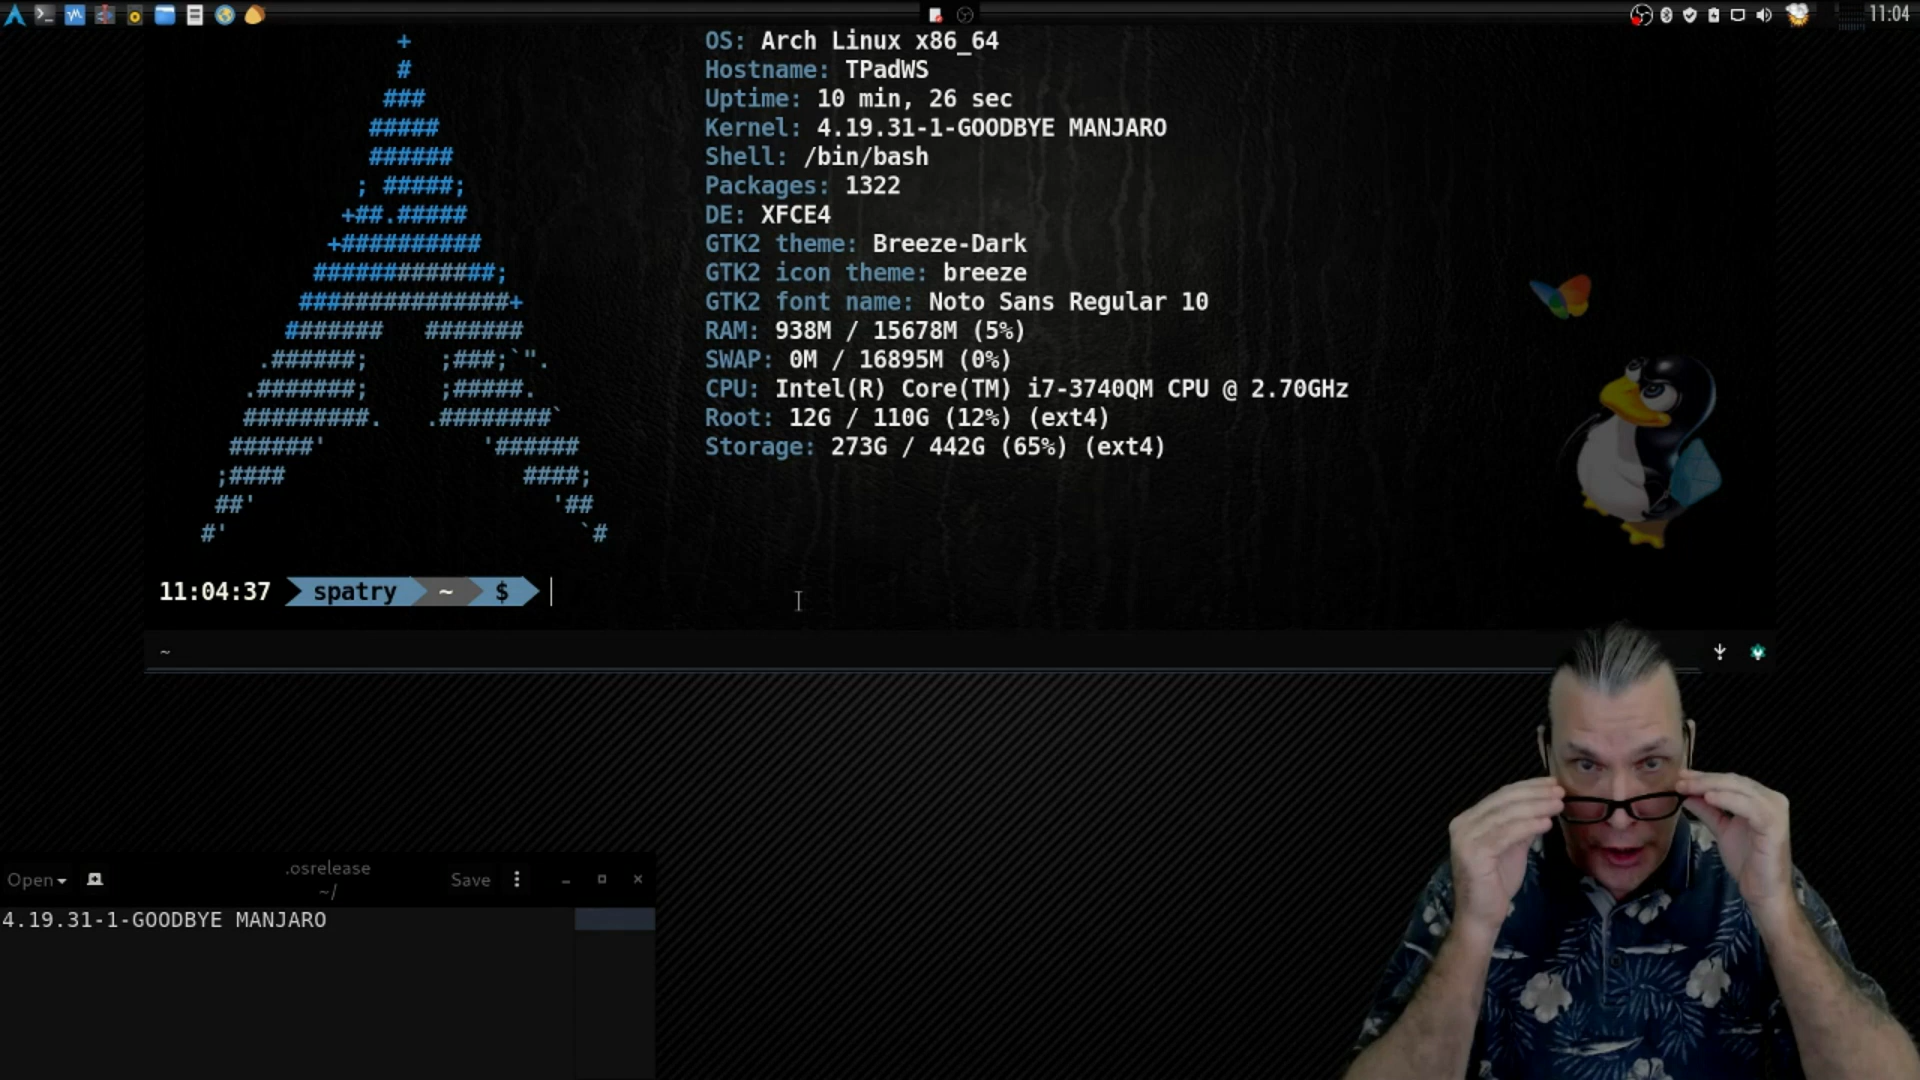 11:04
OS: Arch Linux x86_64
Hostname: TPadWS
Uptime: 10 min, 26 sec
Kernel: 4.19.31-1-GOODBYE MANJARO
Shell: /bin/bash
Packages: 1322
DE: XFCE4
GTK2 theme: Breeze-Dark
GTK2 icon theme: breeze
GTK2 font name: Noto Sans Regular 10
RAM: 938M / 15678M (5%)
SWAP: 0M / 16895M (0%)
CPU: Intel(R) Core(TM) i7-3740QM CPU @ 2.70GHz
Root: 12G / 110G (12%) (ext4)
Storage: 273G / 442G (65%) (ext4)
11:04:37 spatry ~ $
~
Open .osrelease Save
~/
4.19.31-1-GOODBYE MANJARO